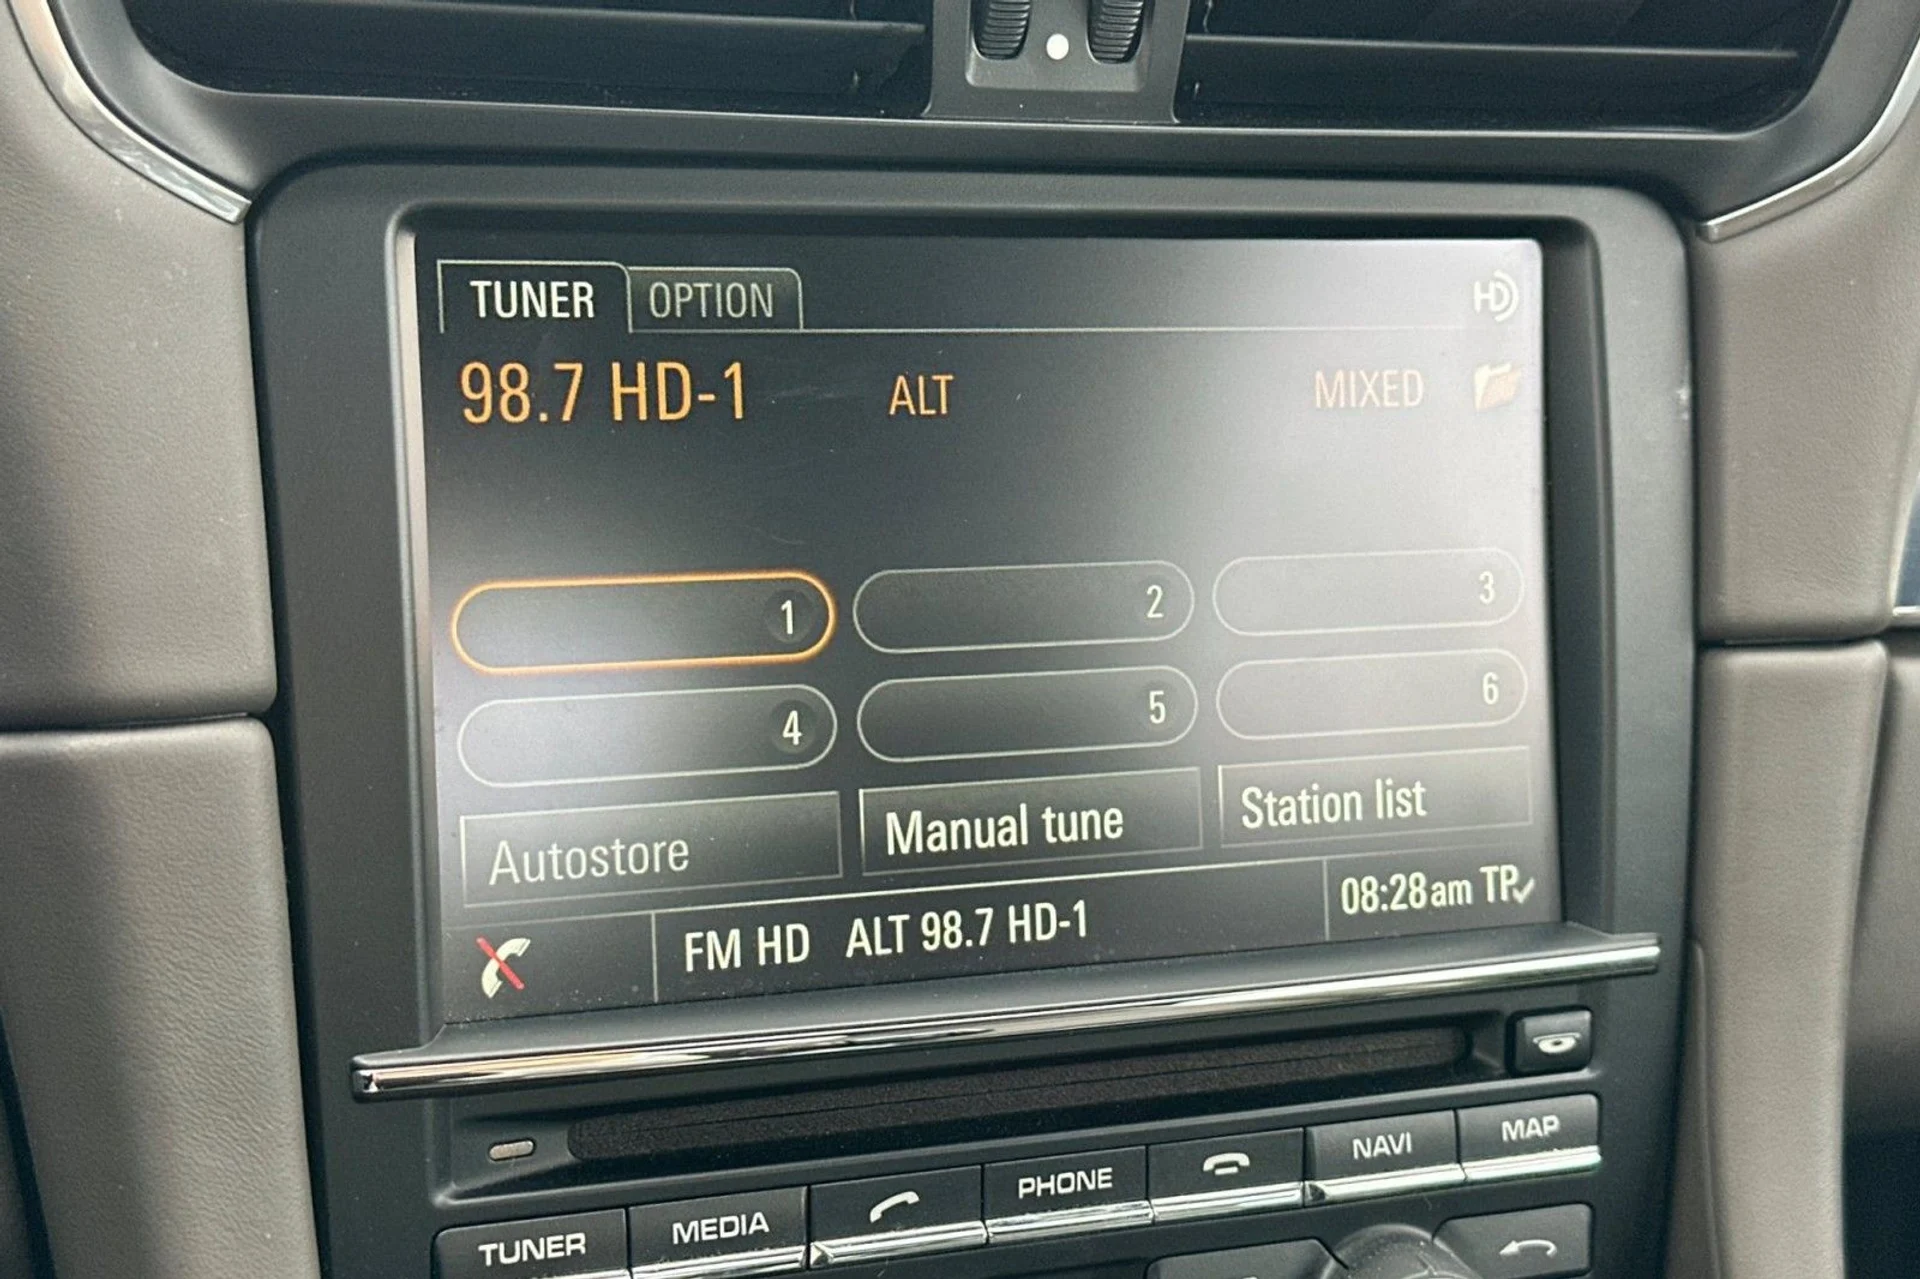 TUNER OPTION HD
98.7 HD-1 ALT MIXED
1 2 3
4 5 6
Autostore Manual tune Station list
FM HD ALT 98.7 HD-1 08:28am TP
TUNER MEDIA PHONE NAVI MAP